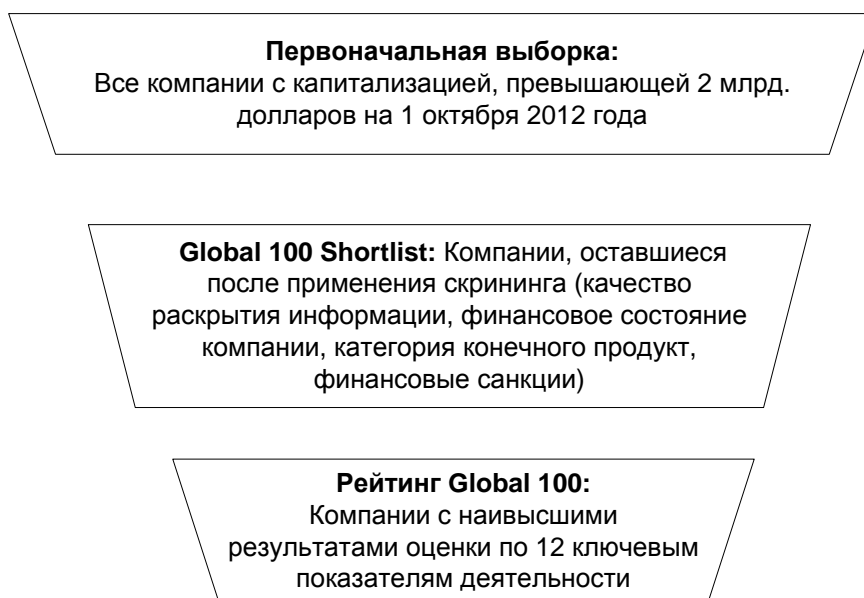 Первоначальная выборка:
Все компании с капитализацией, превышающей 2 млрд.
долларов на 1 октября 2012 года
Global 100 Shortlist: Компании, оставшиеся
после применения скрининга (качество
раскрытия информации, финансовое состояние
компании, категория конечного продукт,
финансовые санкции)
Рейтинг Global 100:
Компании с наивысшими
результатами оценки по 12 ключевым
показателям деятельности